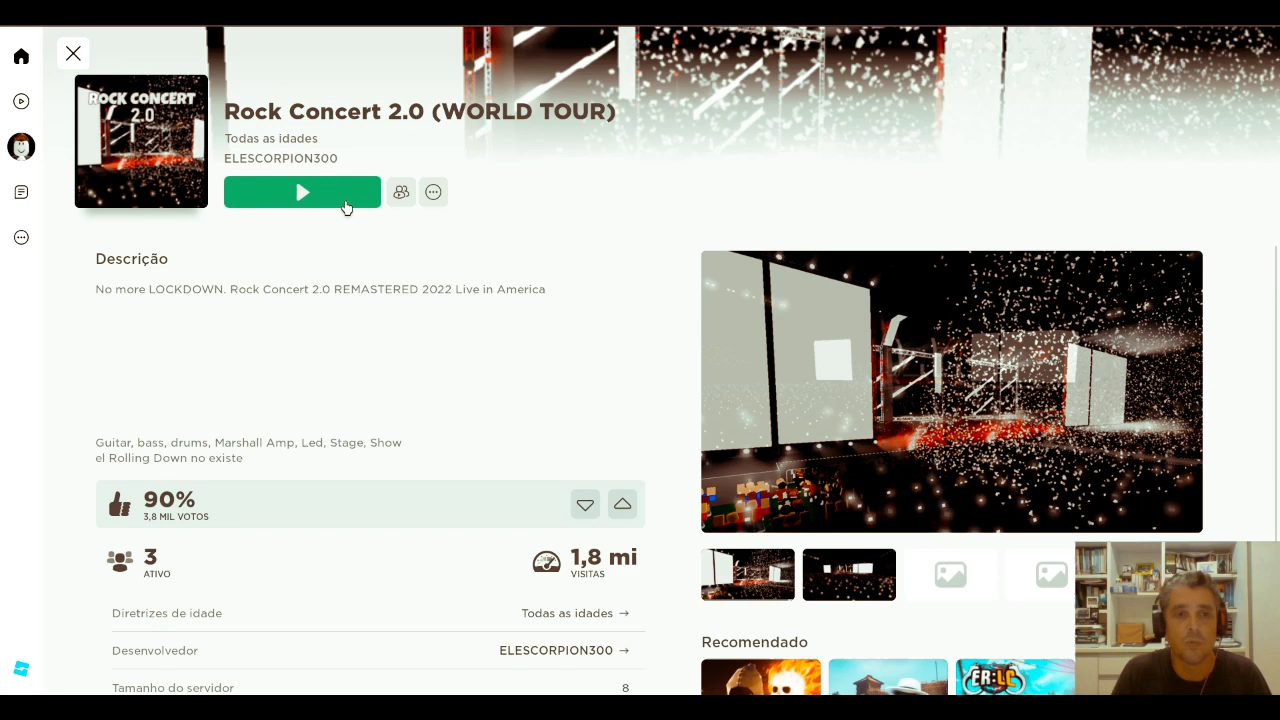 ROCK CONCERT
2.0
Rock Concert 2.0 (WORLD TOUR)
Todas as idades
ELESCORPION300
Descrição
No more LOCKDOWN. Rock Concert 2.0 REMASTERED 2022 Live in America
Guitar, bass, drums, Marshall Amp, Led, Stage, Show
el Rolling Down no existe
90%
3,8 MIL VOTOS
3
ATIVO
1,8 mi
VISITAS
Diretrizes de idade
Todas as idades →
Desenvolvedor
ELESCORPION300 →
Tamanho do servidor
8
Recomendado
ER:LC